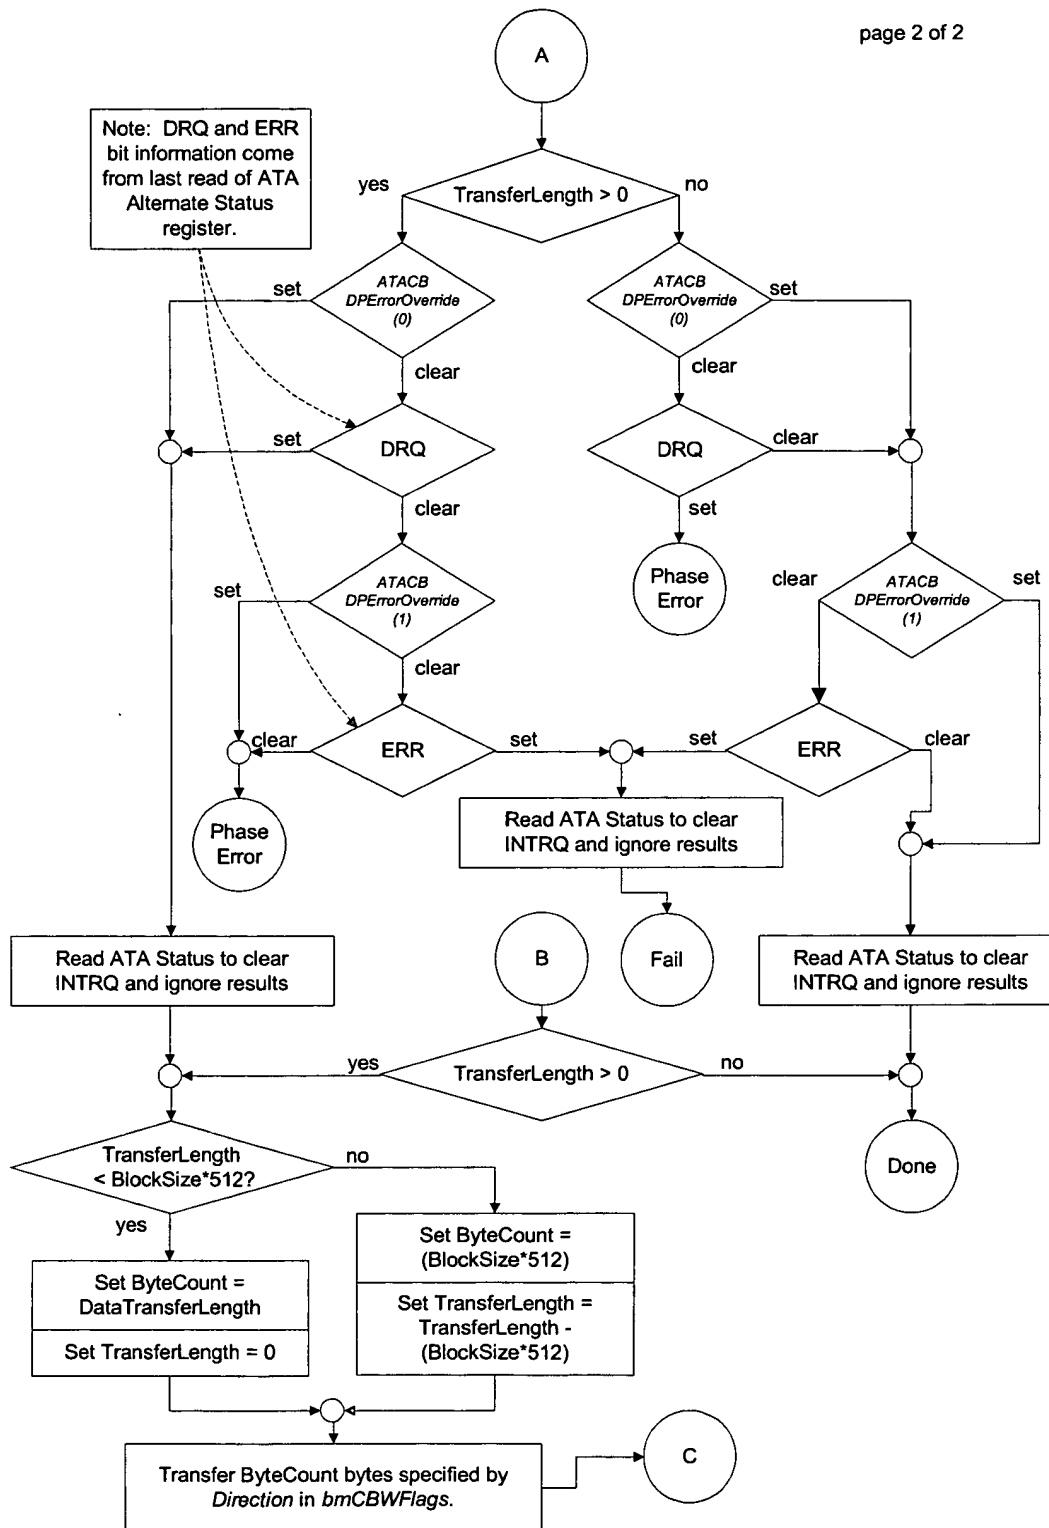 page 2 of 2
A
Note: DRQ and ERR
bit information come
from last read of ATA
Alternate Status
register.
yes
TransferLength > 0
no
set
ATACB
DPErrorOverride
(0)
ATACB
DPErrorOverride
(0)
set
clear
clear
set
DRQ
DRQ
clear
clear
set
set
ATACB
DPErrorOverride
(1)
Phase
Error
clear
ATACB
DPErrorOverride
(1)
set
clear
clear
ERR
set
set
ERR
clear
Phase
Error
Read ATA Status to clear
INTRQ and ignore results
Read ATA Status to clear
INTRQ and ignore results
B
Fail
Read ATA Status to clear
INTRQ and ignore results
yes
TransferLength > 0
no
TransferLength
< BlockSize*512?
no
Done
yes
Set ByteCount =
(BlockSize*512)
Set ByteCount =
DataTransferLength
Set TransferLength =
TransferLength -
(BlockSize*512)
Set TransferLength = 0
C
Transfer ByteCount bytes specified by
Direction in bmCBWFlags.